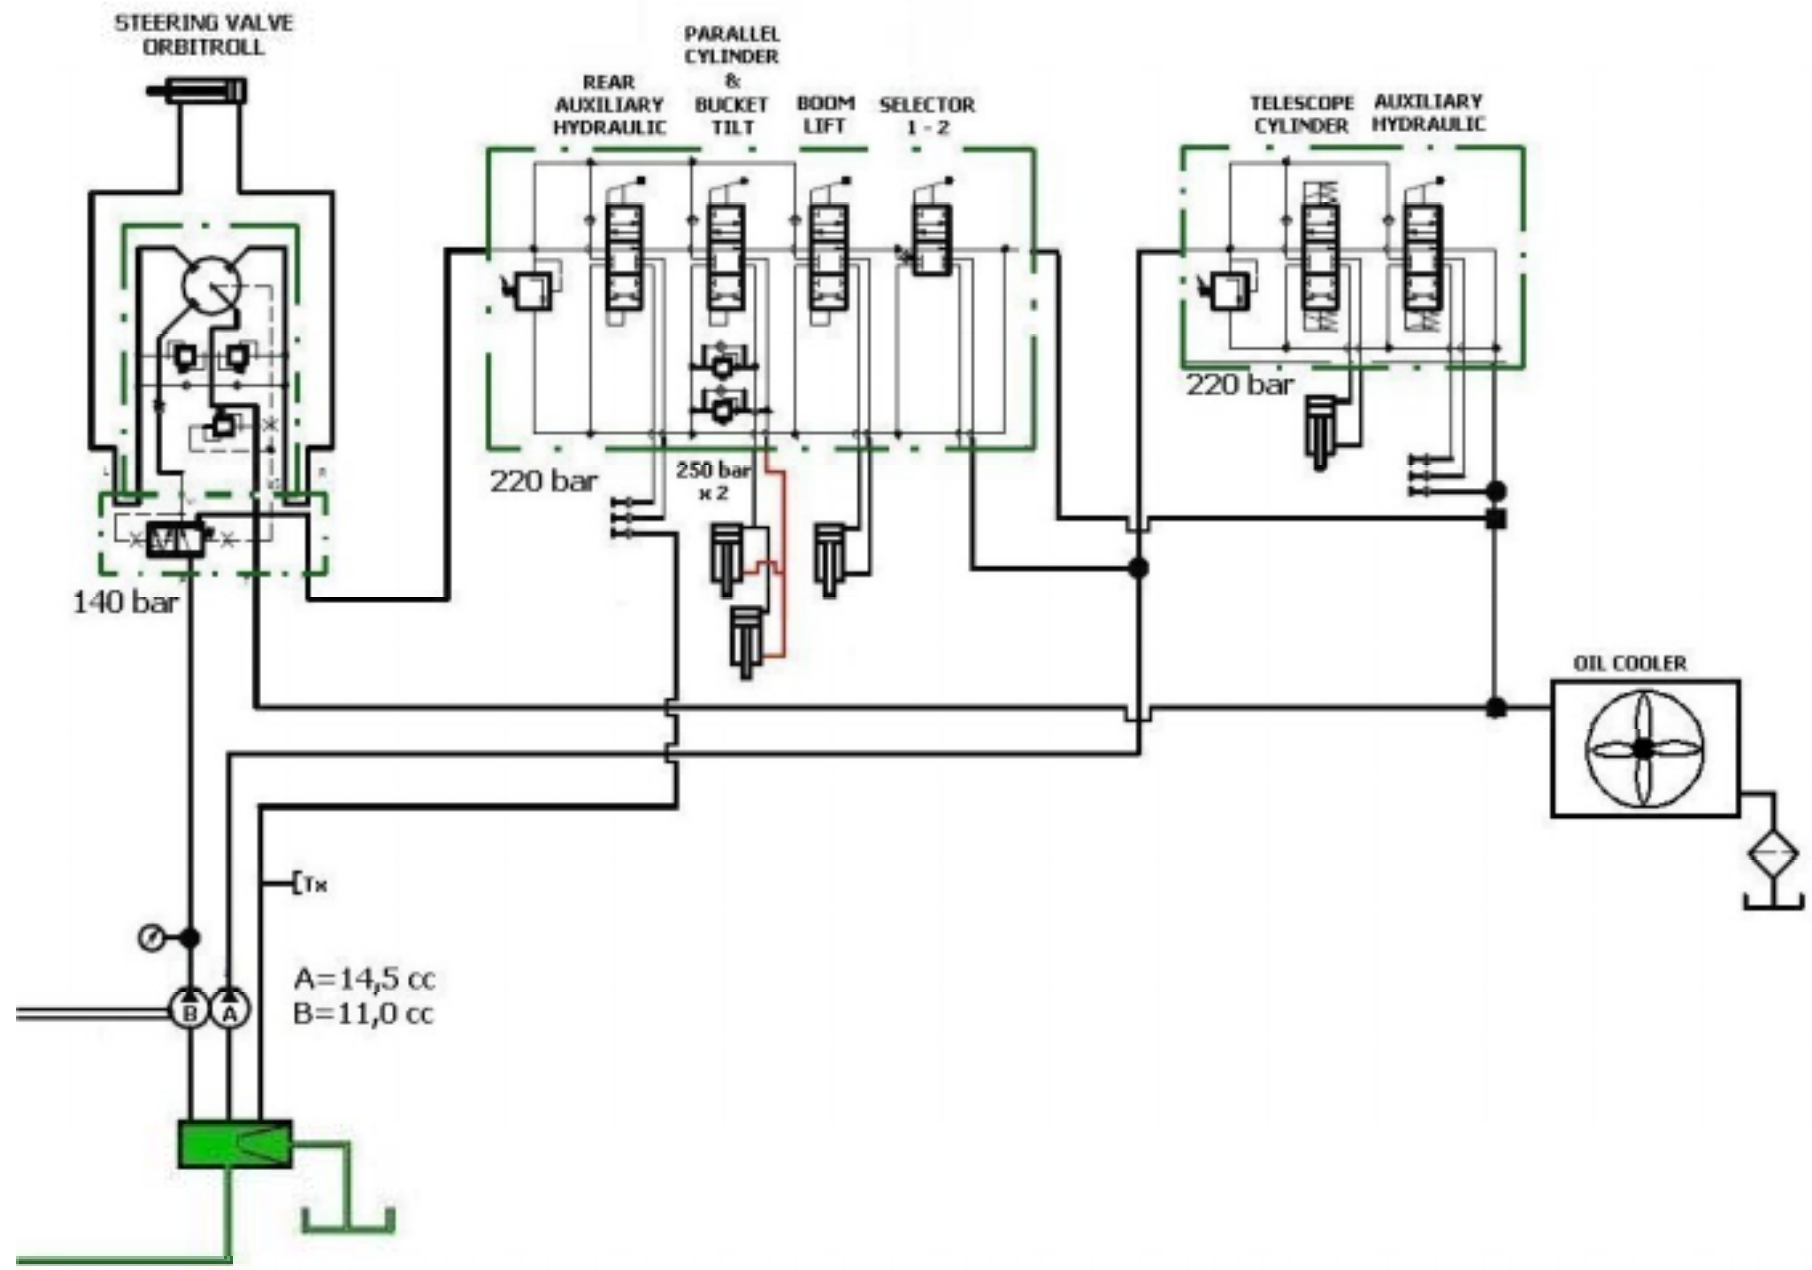 STEERING VALVE
ORBITROLL
REAR
AUXILIARY
HYDRAULIC
PARALLEL
CYLINDER
&
BUCKET
TILT
BOOM
LIFT
SELECTOR
1 - 2
TELESCOPE
CYLINDER
AUXILIARY
HYDRAULIC
220 bar
250 bar
x 2
220 bar
140 bar
OIL COOLER
Tx
A=14,5 cc
B=11,0 cc
B
A